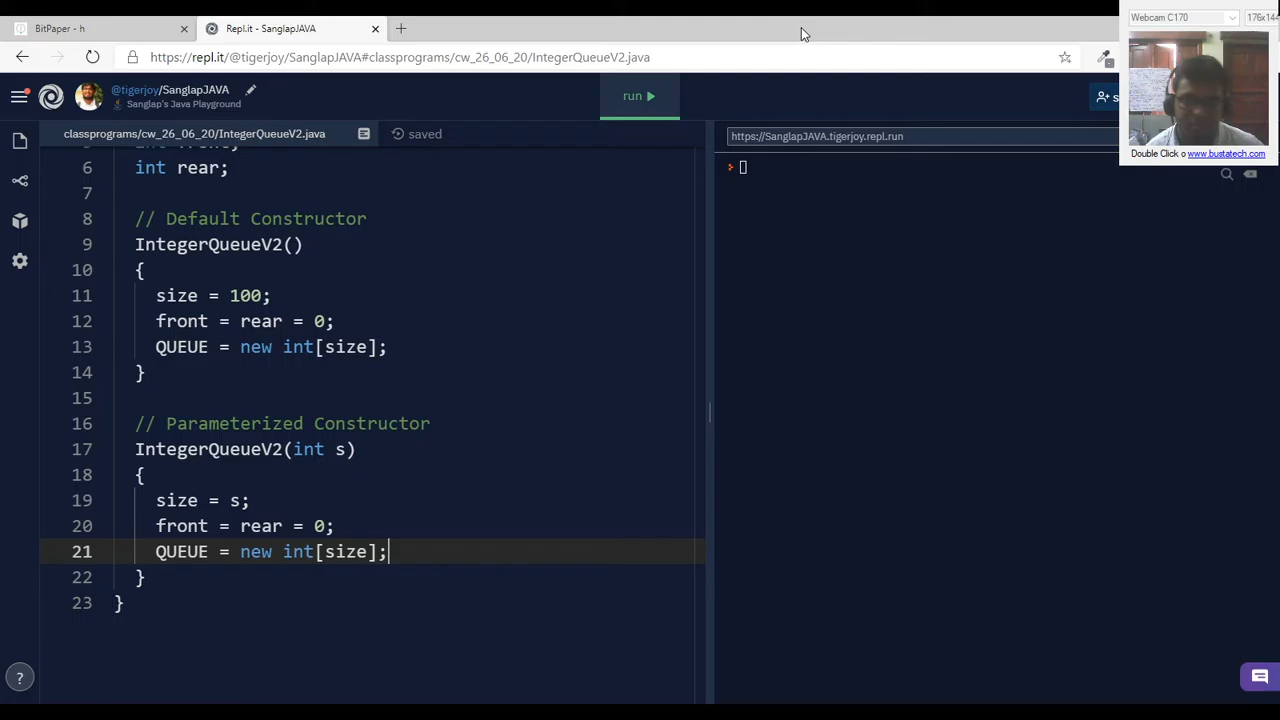 BitPaper - h
Repl.it - SanglapJAVA
Webcam C170
176x14
https://repl.it/@tigerjoy/SanglapJAVA#classprograms/cw_26_06_20/IntegerQueueV2.java
@tigerjoy/SanglapJAVA
Sanglap's Java Playground
run
s
Double Click o www.bustatech.com
classprograms/cw_26_06_20/IntegerQueueV2.java
saved
https://SanglapJAVA.tigerjoy.repl.run
6 int rear;
7
8 // Default Constructor
9 IntegerQueueV2()
10 {
11 size = 100;
12 front = rear = 0;
13 QUEUE = new int[size];
14 }
15
16 // Parameterized Constructor
17 IntegerQueueV2(int s)
18 {
19 size = s;
20 front = rear = 0;
21 QUEUE = new int[size];
22 }
23 }
?